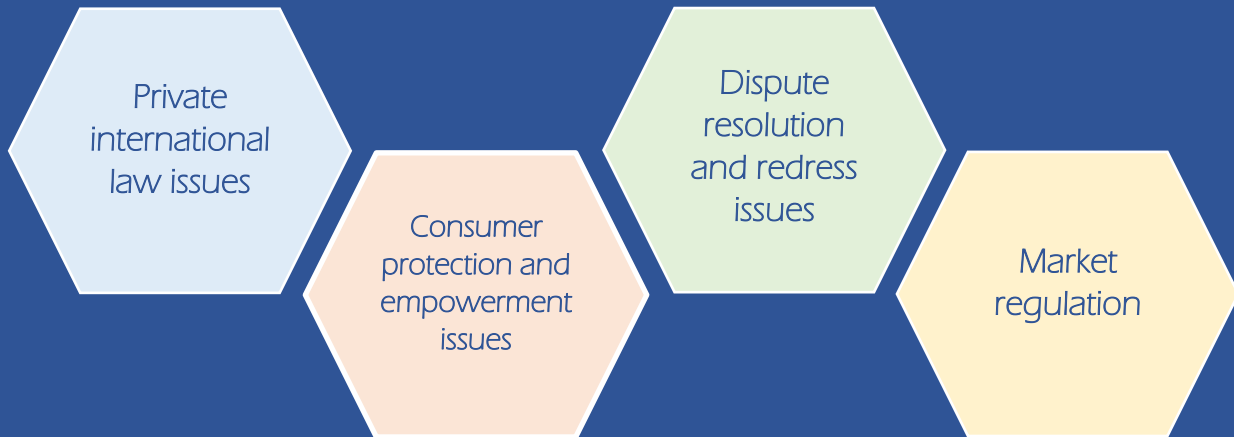 Private
international
law issues
Consumer
protection and
empowerment
issues
Dispute
resolution
and redress
issues
Market
regulation